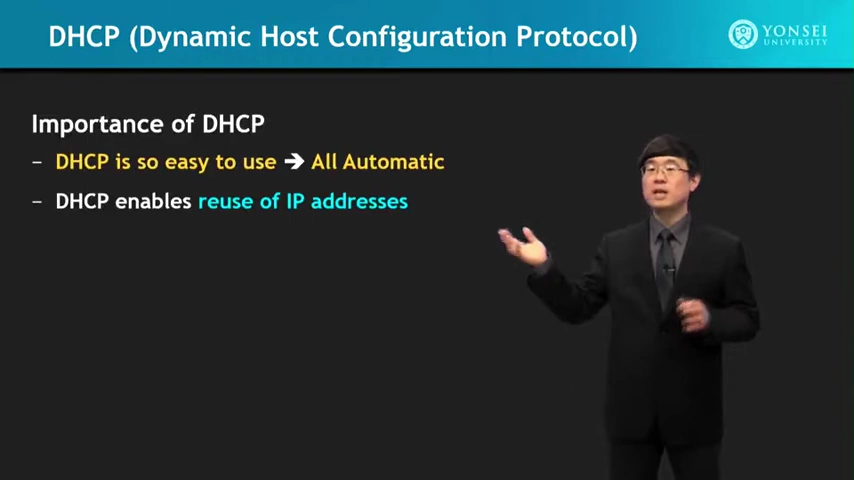 DHCP (Dynamic Host Configuration Protocol)
YONSEI
UNIVERSITY
Importance of DHCP
– DHCP is so easy to use ➔ All Automatic
– DHCP enables reuse of IP addresses